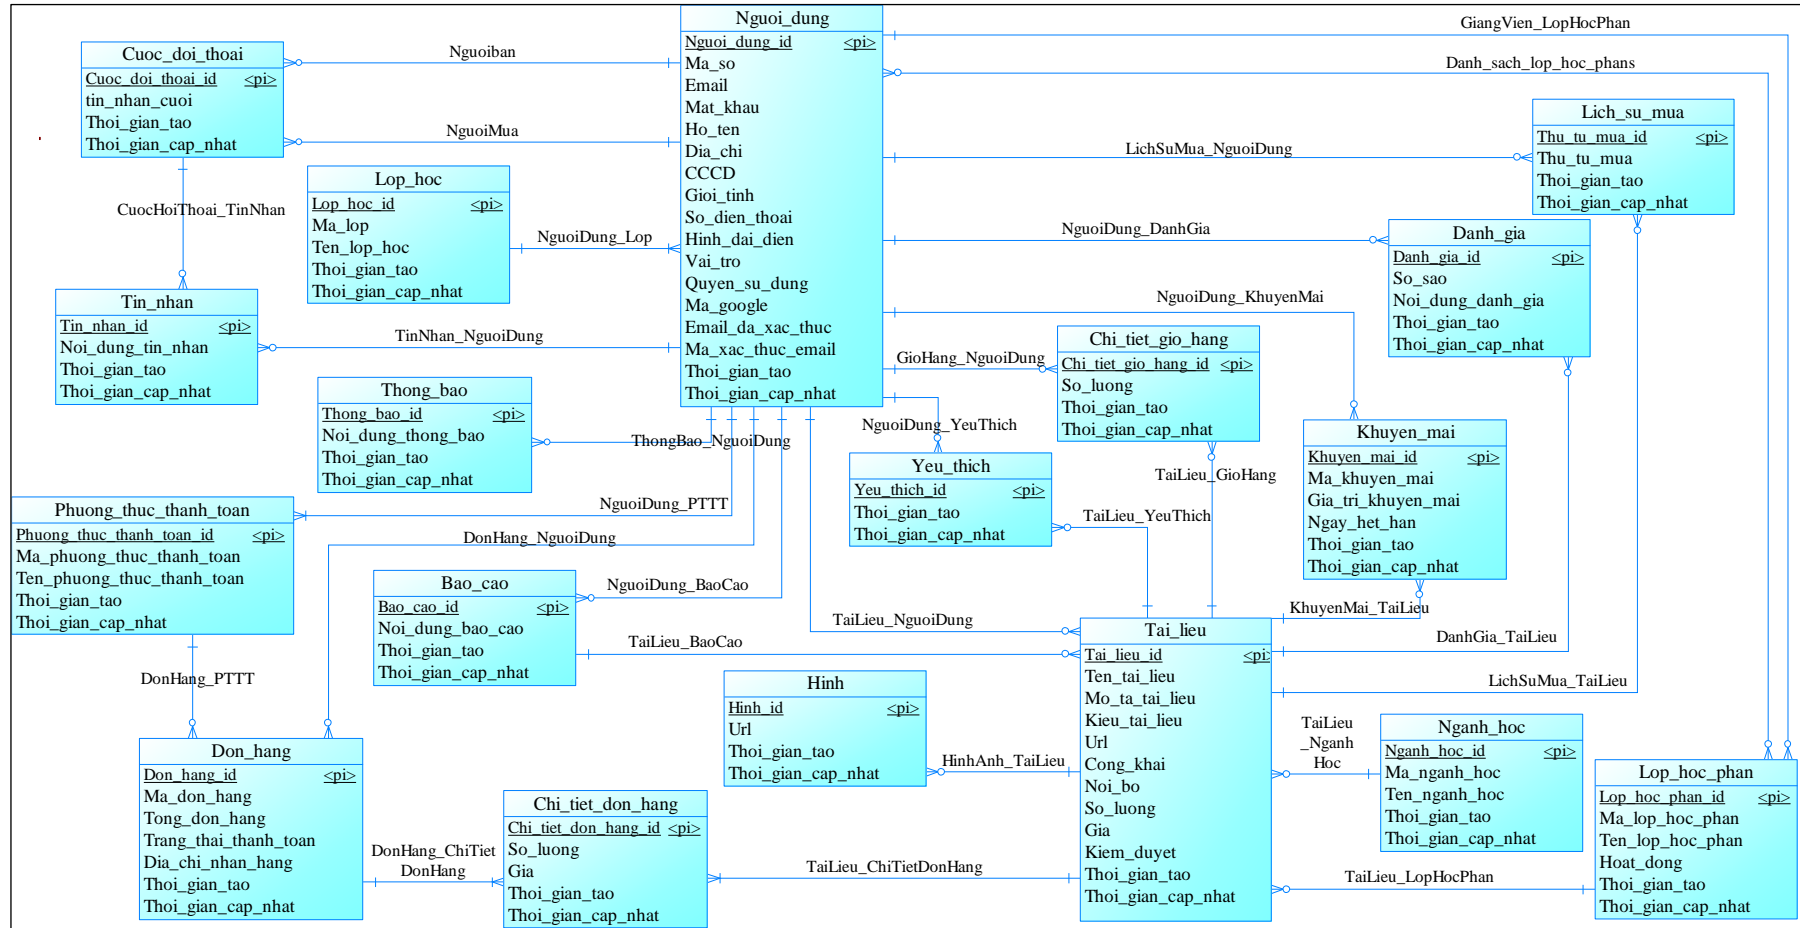 Nguoi_dung
Nguoi_dung_id <pi>
Ma_so
Email
Mat_khau
Ho_ten
Dia_chi
CCCD
Gioi_tinh
So_dien_thoai
Hinh_dai_dien
Vai_tro
Quyen_su_dung
Ma_google
Email_da_xac_thuc
Ma_xac_thuc_email
Thoi_gian_tao
Thoi_gian_cap_nhat
Cuoc_doi_thoai
Cuoc_doi_thoai_id <pi>
tin_nhan_cuoi
Thoi_gian_tao
Thoi_gian_cap_nhat
Nguoiban
NguoiMua
CuocHoiThoai_TinNhan
Lop_hoc
Lop_hoc_id <pi>
Ma_lop
Ten_lop_hoc
Thoi_gian_tao
Thoi_gian_cap_nhat
NguoiDung_Lop
Tin_nhan
Tin_nhan_id <pi>
Noi_dung_tin_nhan
Thoi_gian_tao
Thoi_gian_cap_nhat
TinNhan_NguoiDung
Thong_bao
Thong_bao_id <pi>
Noi_dung_thong_bao
Thoi_gian_tao
Thoi_gian_cap_nhat
ThongBao_NguoiDung
NguoiDung_PTTT
DonHang_NguoiDung
Phuong_thuc_thanh_toan
Phuong_thuc_thanh_toan_id <pi>
Ma_phuong_thuc_thanh_toan
Ten_phuong_thuc_thanh_toan
Thoi_gian_tao
Thoi_gian_cap_nhat
DonHang_PTTT
Bao_cao
Bao_cao_id <pi>
Noi_dung_bao_cao
Thoi_gian_tao
Thoi_gian_cap_nhat
NguoiDung_BaoCao
TaiLieu_BaoCao
TaiLieu_NguoiDung
Don_hang
Don_hang_id <pi>
Ma_don_hang
Tong_don_hang
Trang_thai_thanh_toan
Dia_chi_nhan_hang
Thoi_gian_tao
Thoi_gian_cap_nhat
DonHang_ChiTiet
DonHang
Chi_tiet_don_hang
Chi_tiet_don_hang_id <pi>
So_luong
Gia
Thoi_gian_tao
Thoi_gian_cap_nhat
TaiLieu_ChiTietDonHang
Hinh
Hinh_id <pi>
Url
Thoi_gian_tao
Thoi_gian_cap_nhat
HinhAnh_TaiLieu
GiangVien_LopHocPhan
Danh_sach_lop_hoc_phans
LichSuMua_NguoiDung
Lich_su_mua
Thu_tu_mua_id <pi>
Thu_tu_mua
Thoi_gian_tao
Thoi_gian_cap_nhat
NguoiDung_DanhGia
Danh_gia
Danh_gia_id <pi>
So_sao
Noi_dung_danh_gia
Thoi_gian_tao
Thoi_gian_cap_nhat
NguoiDung_KhuyenMai
GioHang_NguoiDung
Chi_tiet_gio_hang
Chi_tiet_gio_hang_id <pi>
So_luong
Thoi_gian_tao
Thoi_gian_cap_nhat
NguoiDung_YeuThich
Yeu_thich
Yeu_thich_id <pi>
Thoi_gian_tao
Thoi_gian_cap_nhat
TaiLieu_GioHang
TaiLieu_YeuThich
Khuyen_mai
Khuyen_mai_id <pi>
Ma_khuyen_mai
Gia_tri_khuyen_mai
Ngay_het_han
Thoi_gian_tao
Thoi_gian_cap_nhat
KhuyenMai_TaiLieu
DanhGia_TaiLieu
LichSuMua_TaiLieu
Tai_lieu
Tai_lieu_id <pi>
Ten_tai_lieu
Mo_ta_tai_lieu
Kieu_tai_lieu
Url
Cong_khai
Noi_bo
So_luong
Gia
Kiem_duyet
Thoi_gian_tao
Thoi_gian_cap_nhat
TaiLieu
_Nganh
Hoc
Nganh_hoc
Nganh_hoc_id <pi>
Ma_nganh_hoc
Ten_nganh_hoc
Thoi_gian_tao
Thoi_gian_cap_nhat
TaiLieu_LopHocPhan
Lop_hoc_phan
Lop_hoc_phan_id <pi>
Ma_lop_hoc_phan
Ten_lop_hoc_phan
Hoat_dong
Thoi_gian_tao
Thoi_gian_cap_nhat